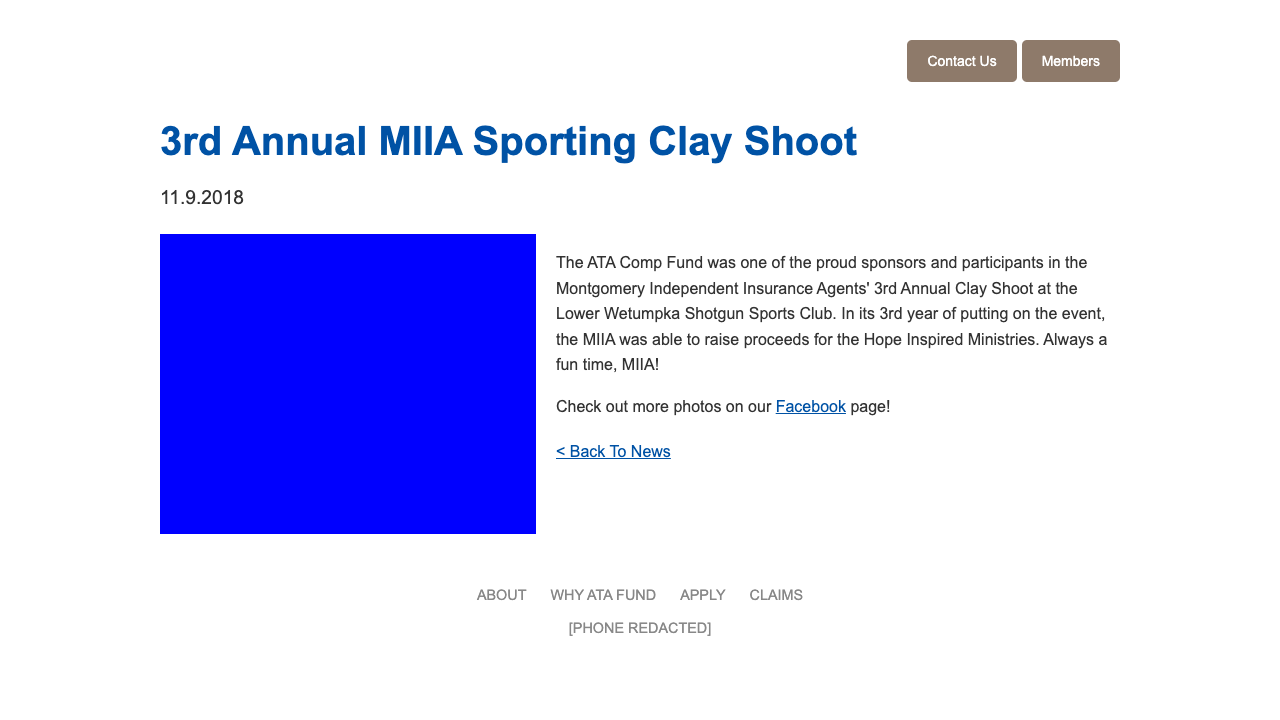 Contact Us Members
3rd Annual MIIA Sporting Clay Shoot
11.9.2018
The ATA Comp Fund was one of the proud sponsors and participants in the
Montgomery Independent Insurance Agents' 3rd Annual Clay Shoot at the
Lower Wetumpka Shotgun Sports Club. In its 3rd year of putting on the event,
the MIIA was able to raise proceeds for the Hope Inspired Ministries. Always a
fun time, MIIA!
Check out more photos on our Facebook page!
< Back To News
ABOUT WHY ATA FUND APPLY CLAIMS
[PHONE REDACTED]